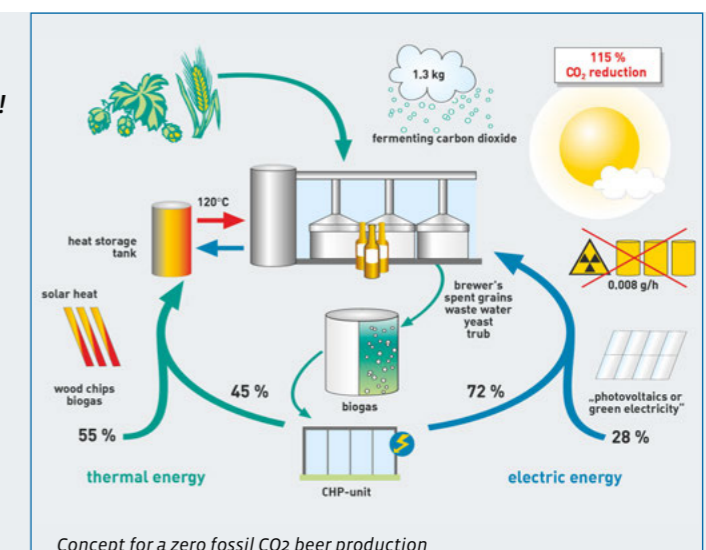 !
1.3 kg
115 %
CO₂ reduction
fermenting carbon dioxide
120°C
heat storage
tank
0.008 g/h
solar heat
brewer's
spent grains
waste water
yeast
trub
wood chips
biogas
45 %
biogas
72 %
„photovoltaics or
green electricity"
55 %
28 %
thermal energy
electric energy
CHP-unit
Concept for a zero fossil CO2 beer production